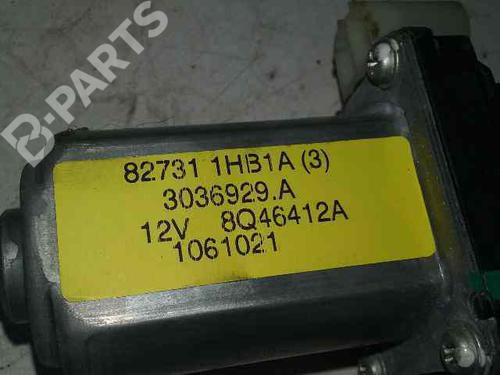 B-PARTS
82731 1HB1A (3)
3036929.A
12V 8Q46412A
1061021